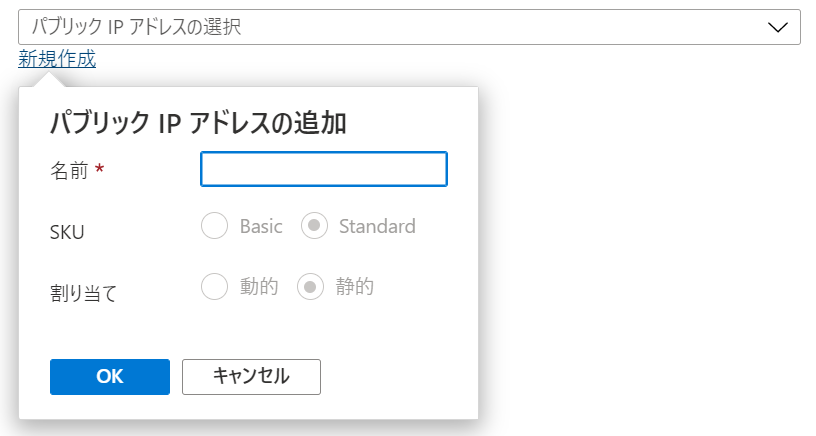 パブリック IP アドレスの選択
新規作成
パブリック IP アドレスの追加
名前 *
SKU Basic Standard
割り当て 動的 静的
OK キャンセル